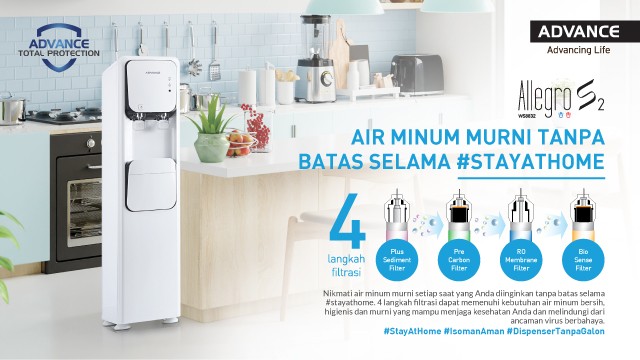 ADVANCE
TOTAL PROTECTION
ADVANCE
Advancing Life
Allegro S2
WS8032
AIR MINUM MURNI TANPA
BATAS SELAMA #STAYATHOME
4
langkah
filtrasi
Plus
Sediment
Filter
Pre
Carbon
Filter
RO
Membrane
Filter
Bio
Sense
Filter
Nikmati air minum murni setiap saat yang Anda diinginkan tanpa batas selama
#stayathome. 4 langkah filtrasi dapat memenuhi kebutuhan air minum bersih,
higienis dan murni yang mampu menjaga kesehatan Anda dan melindungi dari
ancaman virus berbahaya.
#StayAtHome #IsomanAman #DispenserTanpaGalon